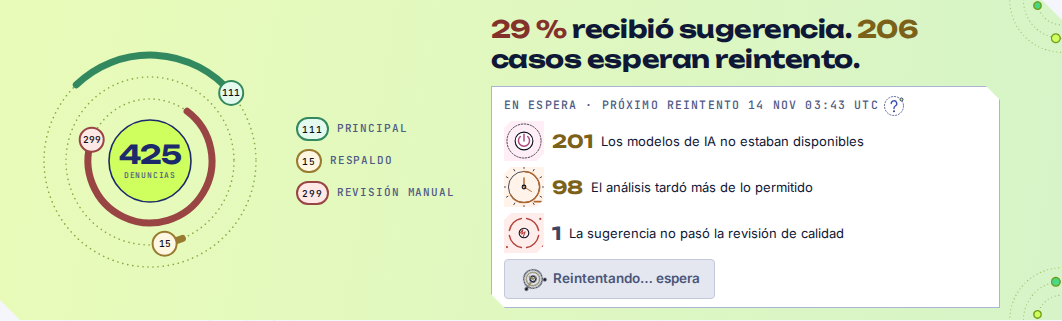 29 % recibió sugerencia. 206
casos esperan reintento.
111
299
425
DENUNCIAS
15
111 PRINCIPAL
15 RESPALDO
299 REVISIÓN MANUAL
EN ESPERA · PRÓXIMO REINTENTO 14 NOV 03:43 UTC ?
201 Los modelos de IA no estaban disponibles
98 El análisis tardó más de lo permitido
1 La sugerencia no pasó la revisión de calidad
Reintentando... espera